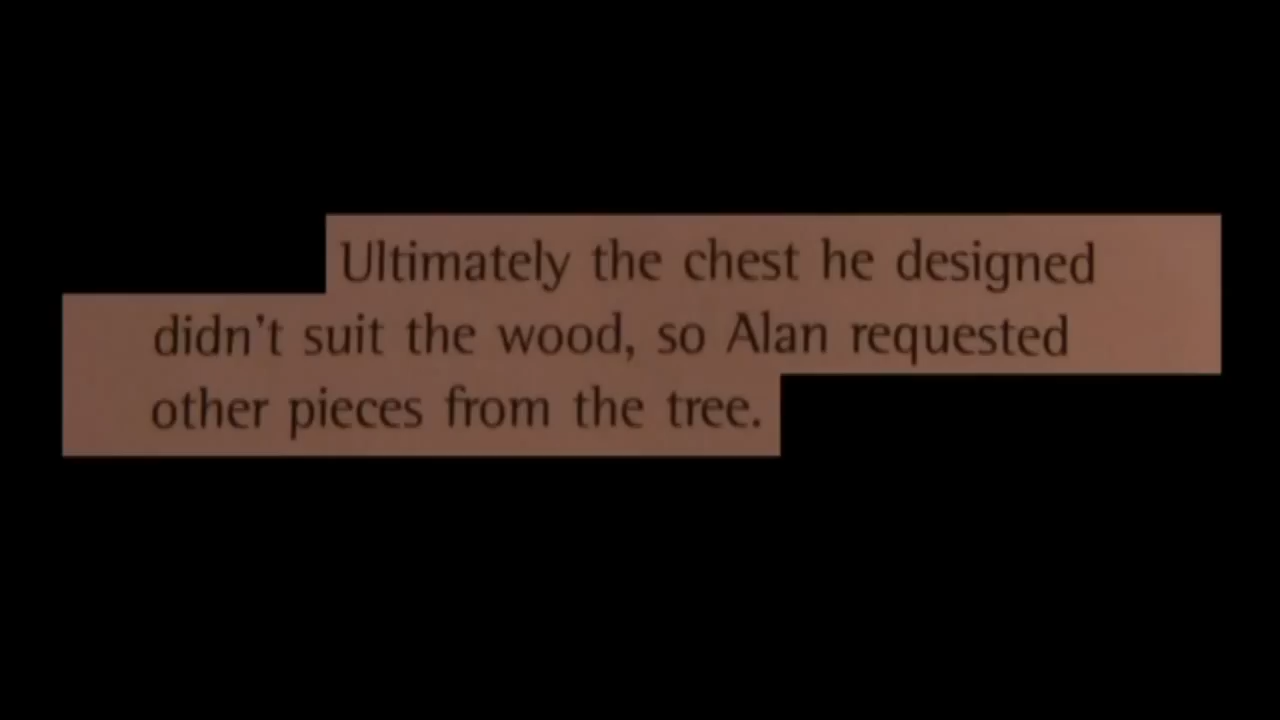 Ultimately the chest he designed
didn't suit the wood, so Alan requested
other pieces from the tree.